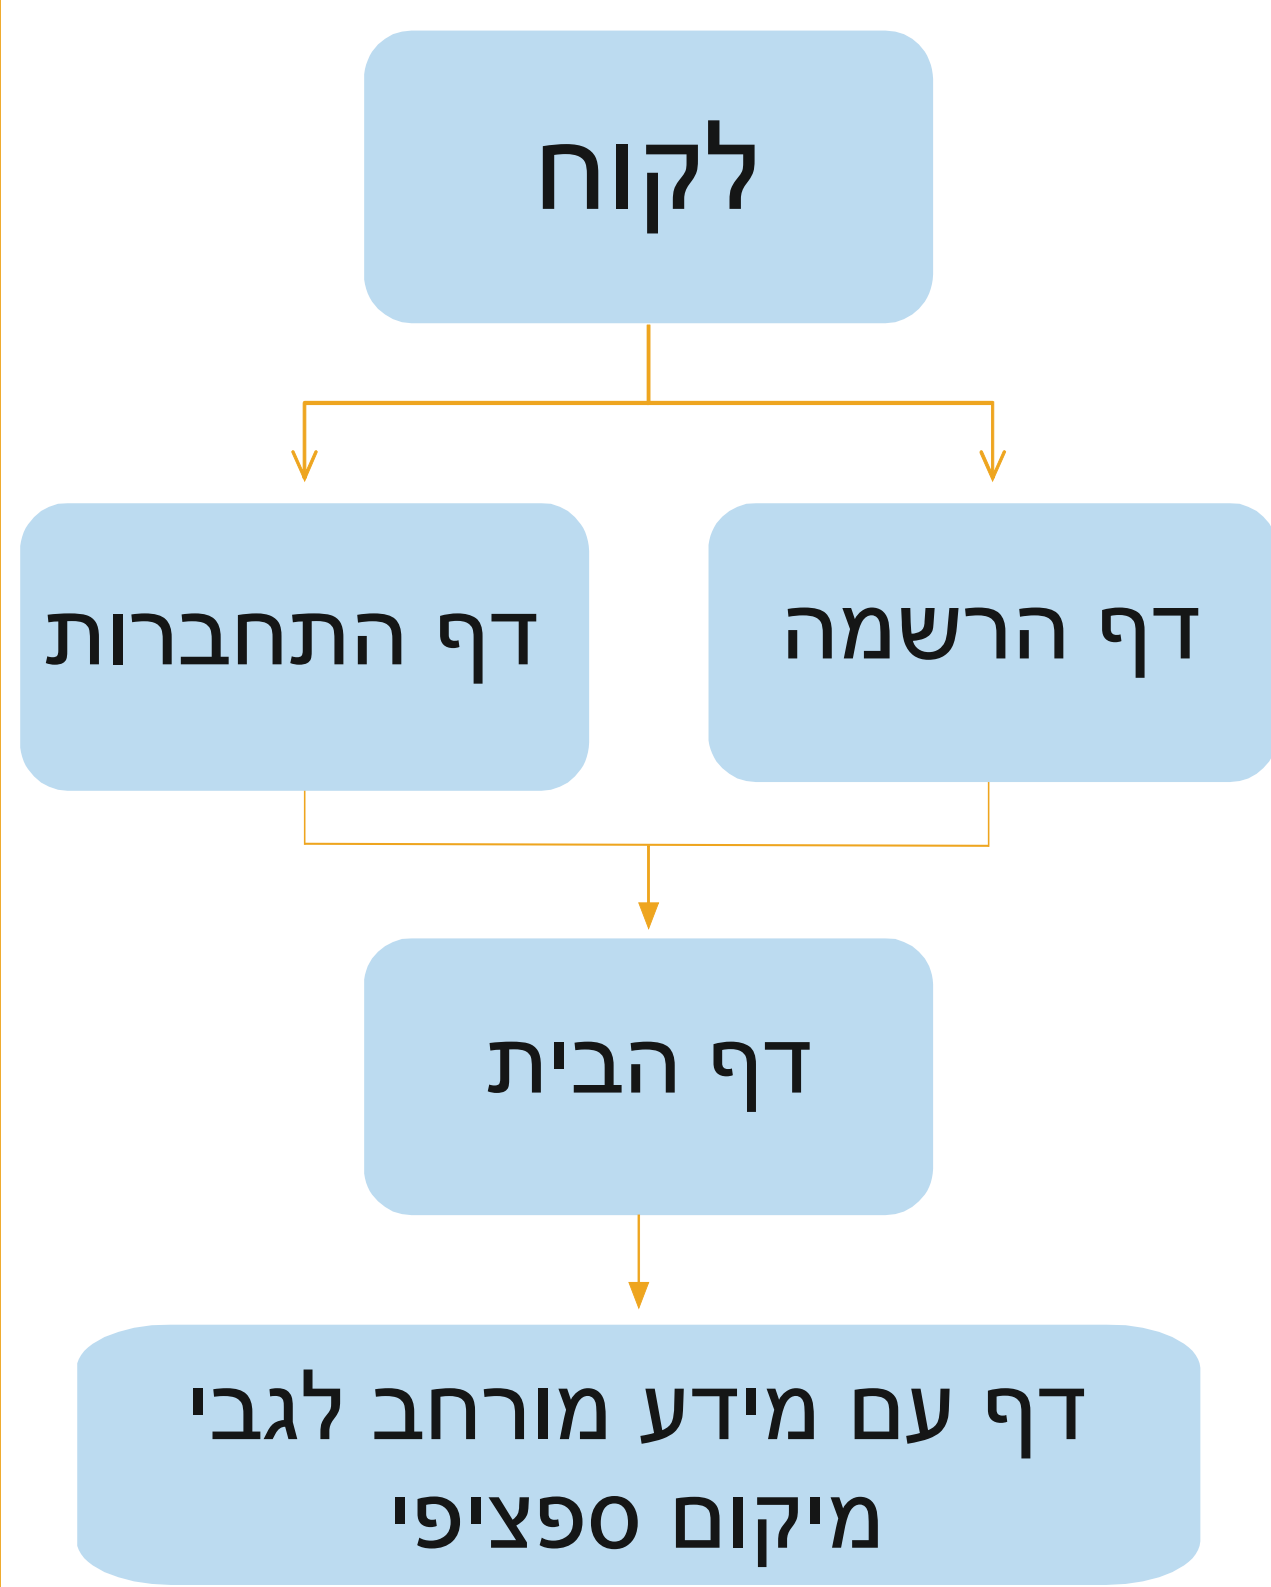 לקוח
דף הרשמה
דף התחברות
דף הבית
דף עם מידע מורחב לגבי
מיקום ספציפי